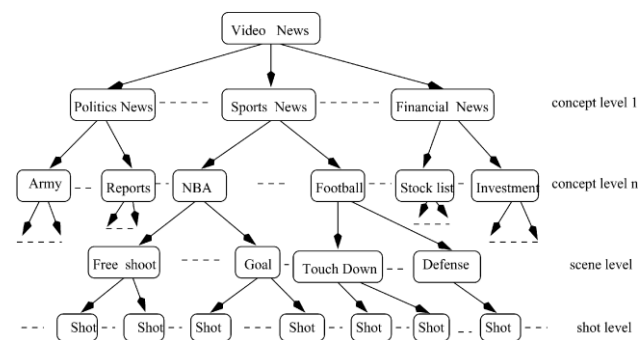 Video News
Politics News Sports News Financial News concept level 1
Army Reports NBA Football Stock list Investment concept level n
Free shoot Goal Touch Down Defense scene level
Shot Shot Shot Shot Shot Shot Shot shot level